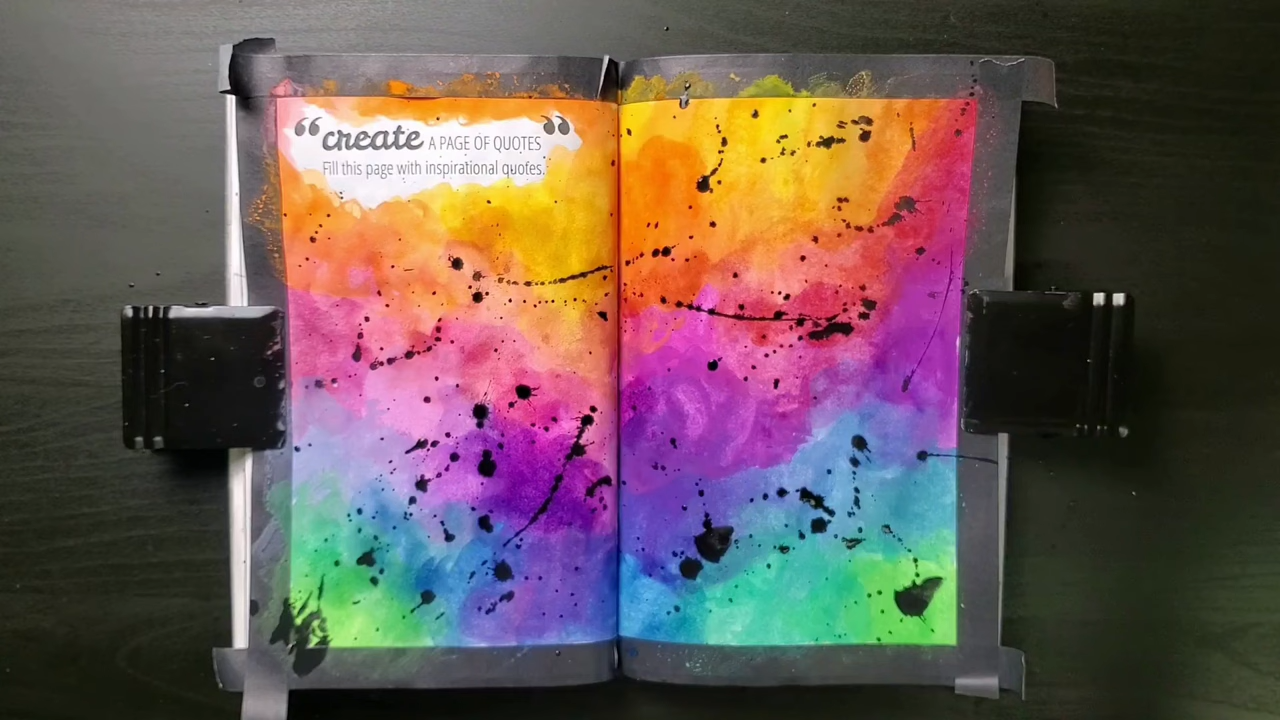 “create A PAGE OF QUOTES”
Fill this page with inspirational quotes.